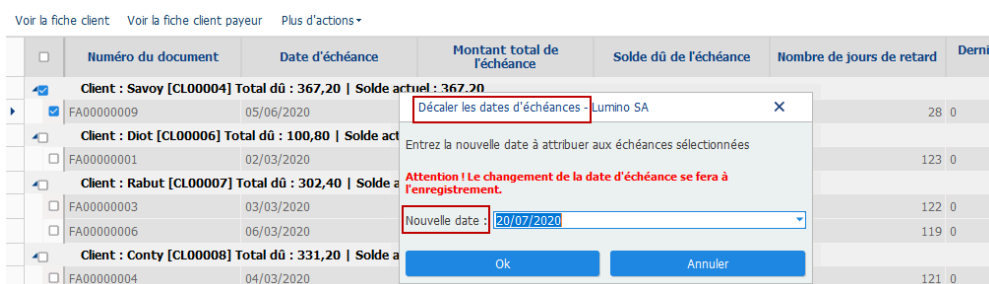 Voir la fiche client Voir la fiche client payeur Plus d'actions
Numéro du document Date d'échéance Montant total de l'échéance Solde dû de l'échéance Nombre de jours de retard Derni
Client : Savoy [CL00004] Total dû : 367,20 | Solde actuel : 367,20
FA00000009 05/06/2020 28 0
Client : Diot [CL00006] Total dû : 100,80 | Solde act
FA00000001 02/03/2020 123 0
Client : Rabut [CL00007] Total dû : 302,40 | Solde a
FA00000003 03/03/2020 122 0
FA00000006 06/03/2020 119 0
Client : Conty [CL00008] Total dû : 331,20 | Solde a
FA00000004 04/03/2020 121 0
Décaler les dates d'échéances - Lumino SA
Entrez la nouvelle date à attribuer aux échéances sélectionnées
Attention ! Le changement de la date d'échéance se fera à
l'enregistrement.
Nouvelle date : 20/07/2020
Ok Annuler